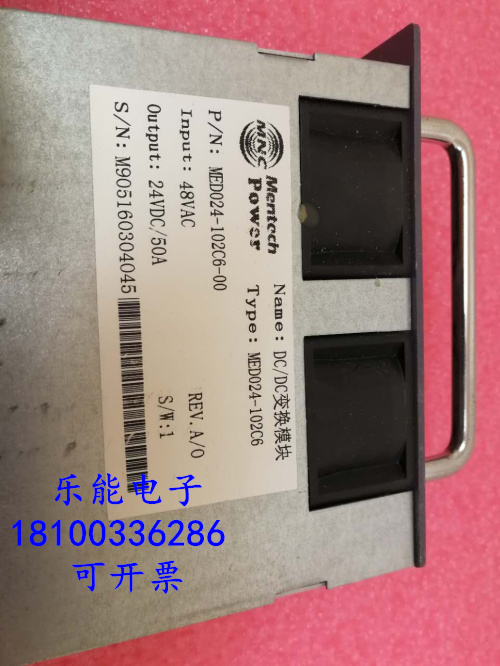 MNC
Mentech
Power
Name: DC/DC变换模块
Type: MED024-102C6
P/N: MED024-102C6-00
Input: 48VAC
REV.A/0
Output: 24VDC/50A
S/W:1
S/N: M905160304045
乐能电子
18100336286
可开票